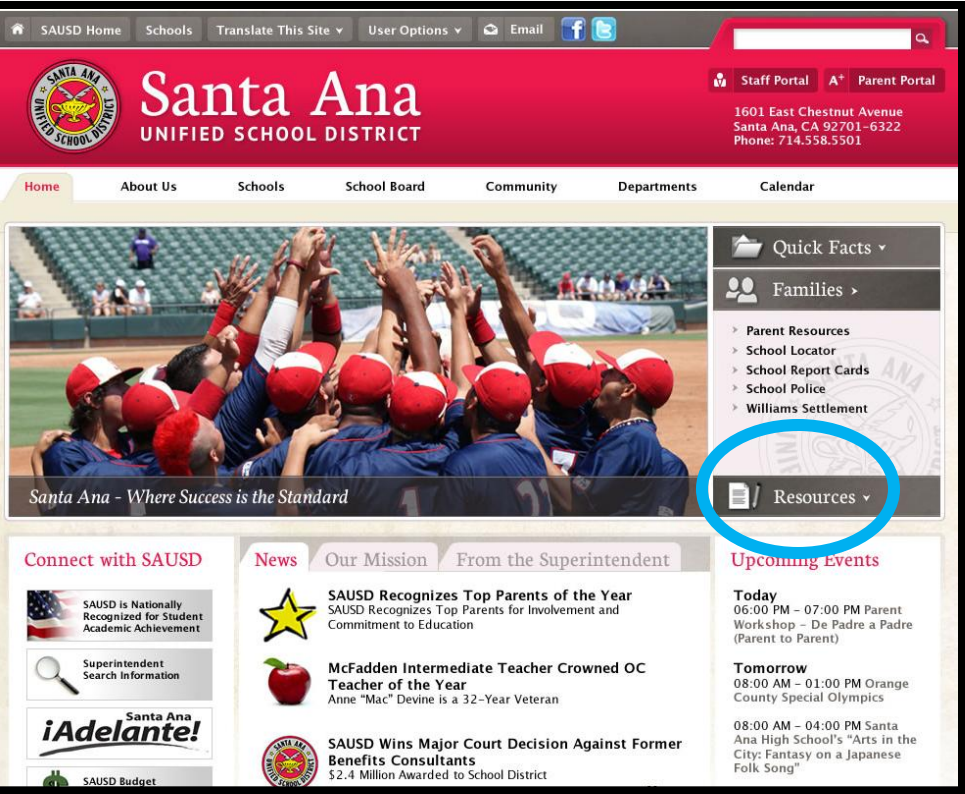 SAUSD Home Schools Translate This Site User Options Email
Staff Portal A+ Parent Portal
SANTA ANA UNIFIED SCHOOL DISTRICT
Santa Ana
UNIFIED SCHOOL DISTRICT
1601 East Chestnut Avenue
Santa Ana, CA 92701-6322
Phone: 714.558.5501
Home About Us Schools School Board Community Departments Calendar
Quick Facts
Families
Parent Resources
School Locator
School Report Cards
School Police
Williams Settlement
Resources
Santa Ana - Where Success is the Standard
Connect with SAUSD
SAUSD is Nationally
Recognized for Student
Academic Achievement
Superintendent
Search Information
Santa Ana
¡Adelante!
SAUSD Budget
News Our Mission From the Superintendent
SAUSD Recognizes Top Parents of the Year
SAUSD Recognizes Top Parents for Involvement and
Commitment to Education
McFadden Intermediate Teacher Crowned OC
Teacher of the Year
Anne "Mac" Devine is a 32-Year Veteran
SAUSD Wins Major Court Decision Against Former
Benefits Consultants
$2.4 Million Awarded to School District
Upcoming Events
Today
06:00 PM - 07:00 PM Parent
Workshop - De Padre a Padre
(Parent to Parent)
Tomorrow
08:00 AM - 01:00 PM Orange
County Special Olympics
08:00 AM - 04:00 PM Santa
Ana High School's "Arts in the
City: Fantasy on a Japanese
Folk Song"